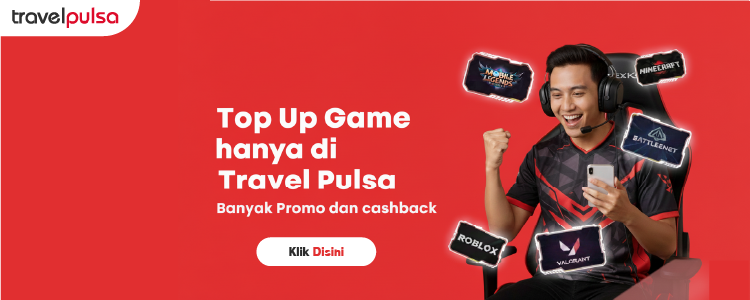 travelpulsa
Top Up Game
hanya di
Travel Pulsa
Banyak Promo dan cashback
Klik Disini
MOBILE
LEGENDS
MINECRAFT
BATTLE.NET
ROBLOX
VALORANT